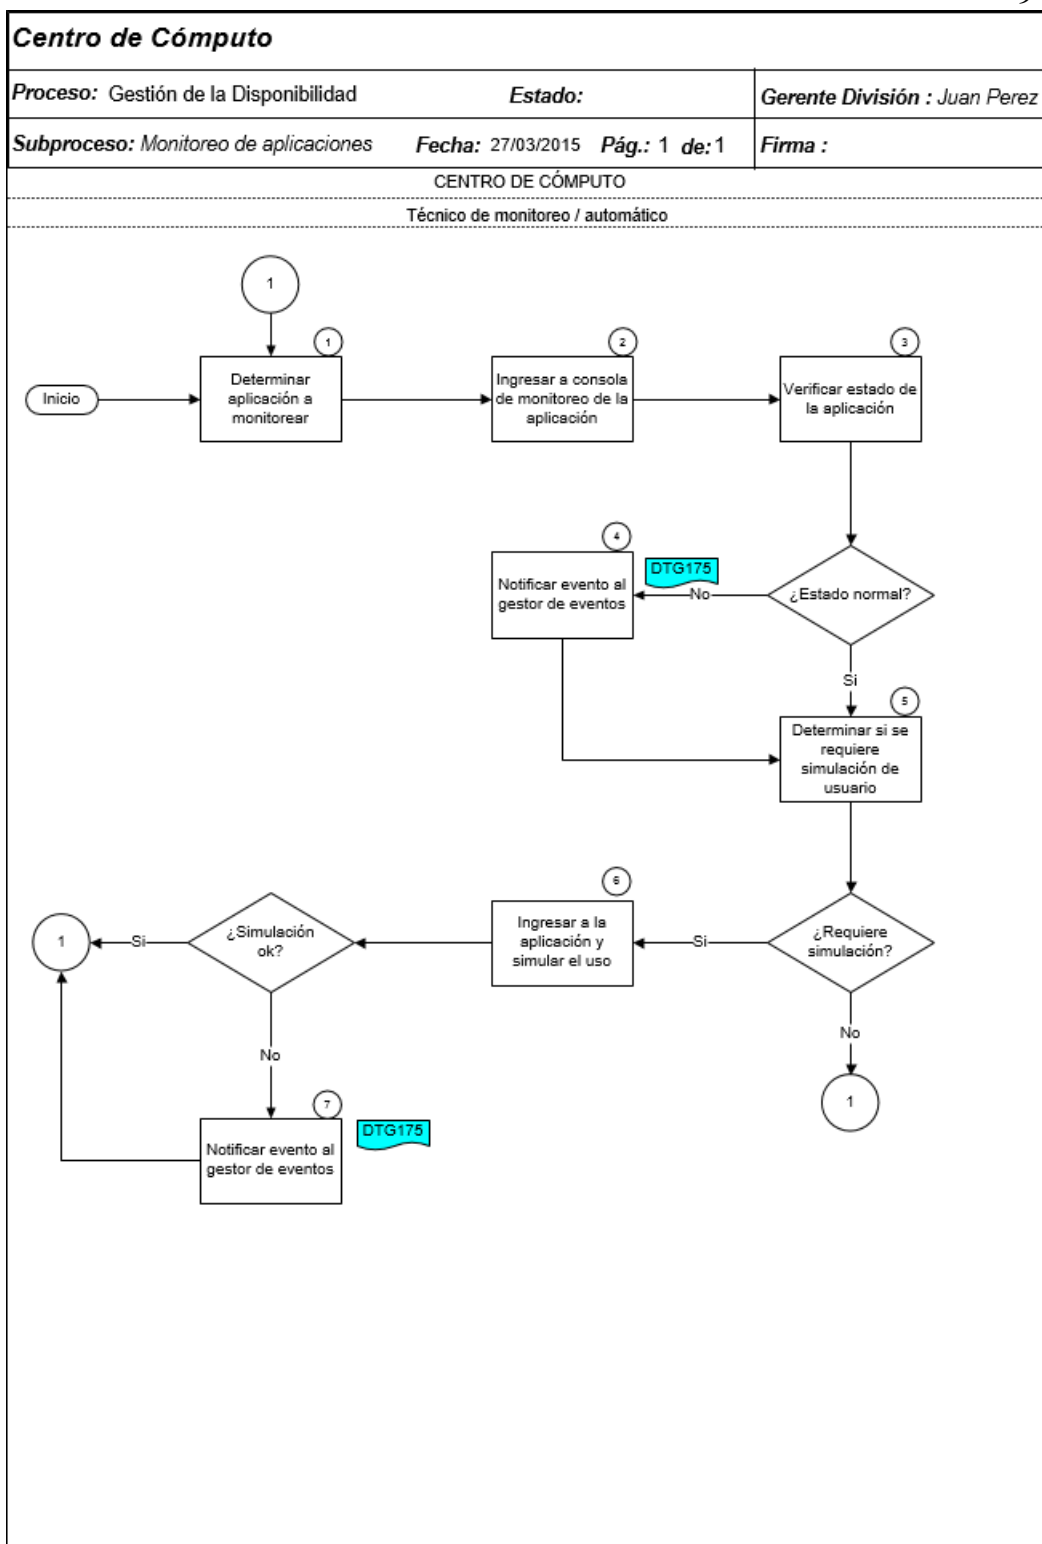 Centro de Cómputo
Proceso: Gestión de la Disponibilidad Estado: Gerente División : Juan Perez
Subproceso: Monitoreo de aplicaciones Fecha: 27/03/2015 Pág.: 1 de: 1 Firma :
CENTRO DE CÓMPUTO
Técnico de monitoreo / automático
1
1
2
3
Inicio
Determinar
aplicación a
monitorear
Ingresar a consola
de monitoreo de la
aplicación
Verificar estado de
la aplicación
4
DTG175
Notificar evento al
gestor de eventos
No
¿Estado normal?
Si
5
Determinar si se
requiere
simulación de
usuario
6
1
Si
¿Simulación
ok?
Ingresar a la
aplicación y
simular el uso
Si
¿Requiere
simulación?
No
No
1
7
DTG175
Notificar evento al
gestor de eventos